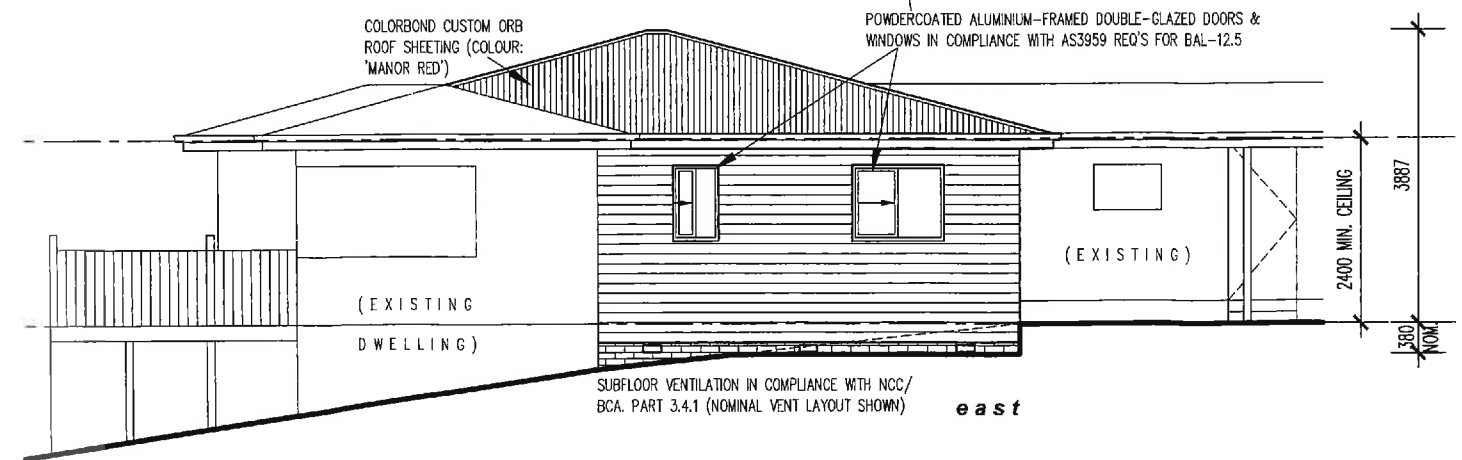 COLORBOND CUSTOM ORB
ROOF SHEETING (COLOUR:
'MANOR RED')
POWDERCOATED ALUMINIUM-FRAMED DOUBLE-GLAZED DOORS &
WINDOWS IN COMPLIANCE WITH AS3959 REQ'S FOR BAL-12.5
(EXISTING
DWELLING)
(EXISTING)
2400 MIN. CEILING
3887
380
NOM.
SUBFLOOR VENTILATION IN COMPLIANCE WITH NCC/
BCA. PART 3.4.1 (NOMINAL VENT LAYOUT SHOWN)
east